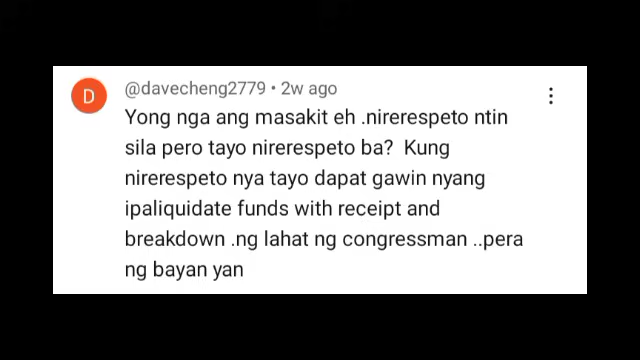 D
@davecheng2779 • 2w ago
Yong nga ang masakit eh .nirerespeto ntin
sila pero tayo nirerespeto ba?  Kung
nirerespeto nya tayo dapat gawin nyang
ipaliquidate funds with receipt and
breakdown .ng lahat ng congressman ..pera
ng bayan yan